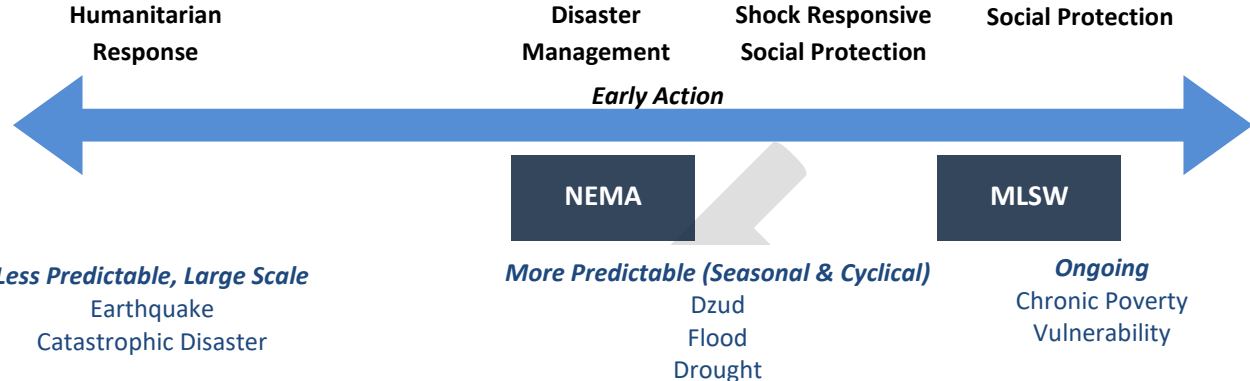 Humanitarian
Response
Disaster
Management
Shock Responsive
Social Protection
Social Protection
Early Action
NEMA
MLSW
Less Predictable, Large Scale
Earthquake
Catastrophic Disaster
More Predictable (Seasonal & Cyclical)
Dzud
Flood
Drought
Ongoing
Chronic Poverty
Vulnerability